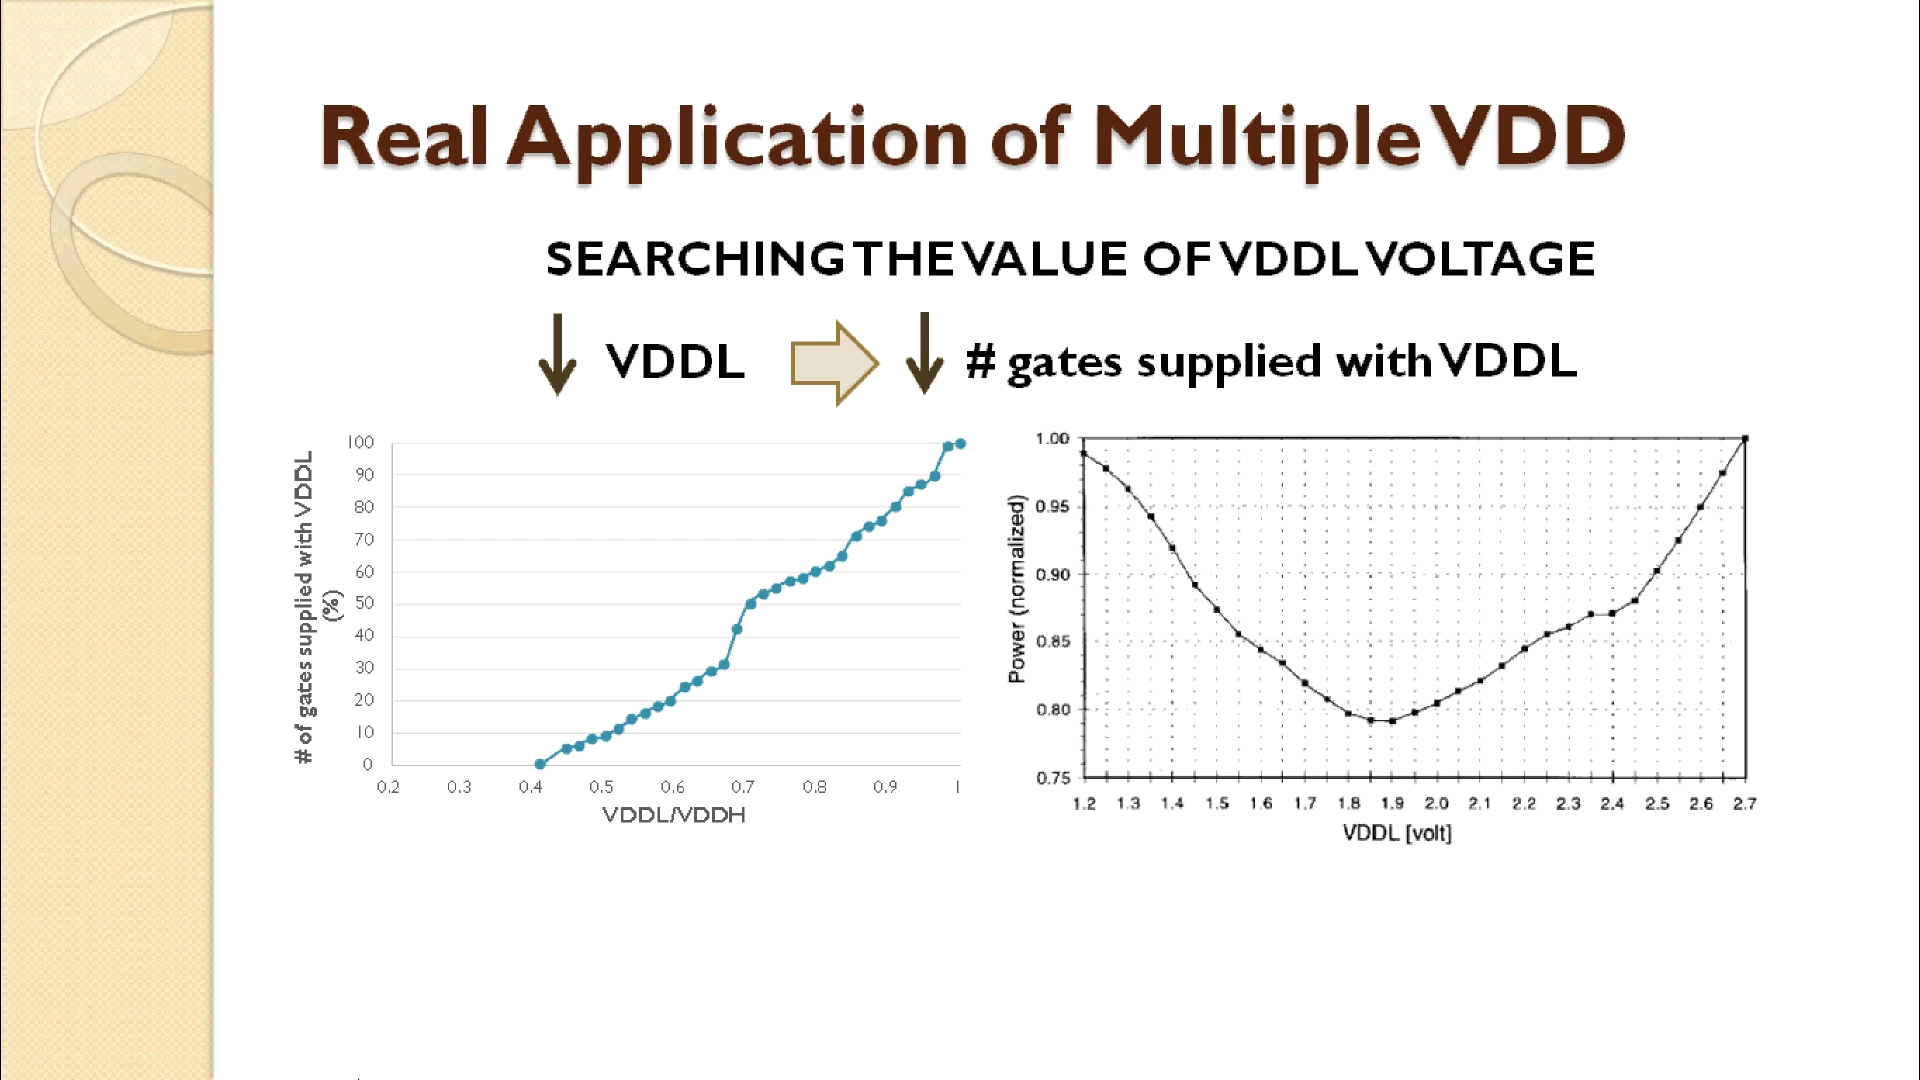 Real Application of Multiple VDD
SEARCHING THE VALUE OF VDDL VOLTAGE
VDDL
# gates supplied with VDDL
# of gates supplied with VDDL
(%)
100
90
80
70
60
50
40
30
20
10
0
0.2 0.3 0.4 0.5 0.6 0.7 0.8 0.9 1
VDDL/VDDH
Power (normalized)
1.00
0.95
0.90
0.85
0.80
0.75
1.2 1.3 1.4 1.5 1.6 1.7 1.8 1.9 2.0 2.1 2.2 2.3 2.4 2.5 2.6 2.7
VDDL [volt]